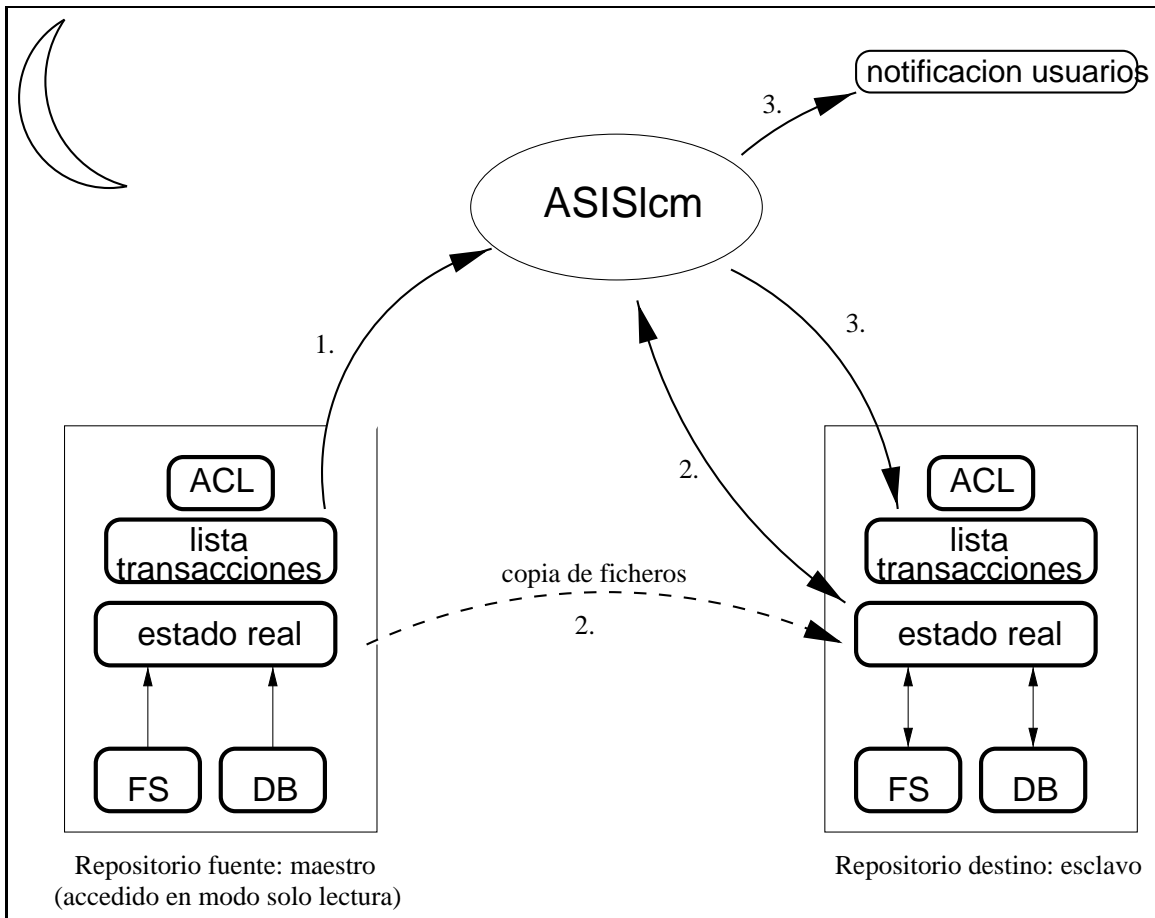 notificacion usuarios
3.
ASISlcm
1.
3.
2.
ACL
lista
transacciones
estado real
FS
DB
copia de ficheros
2.
ACL
lista
transacciones
estado real
FS
DB
Repositorio fuente: maestro
(accedido en modo solo lectura)
Repositorio destino: esclavo